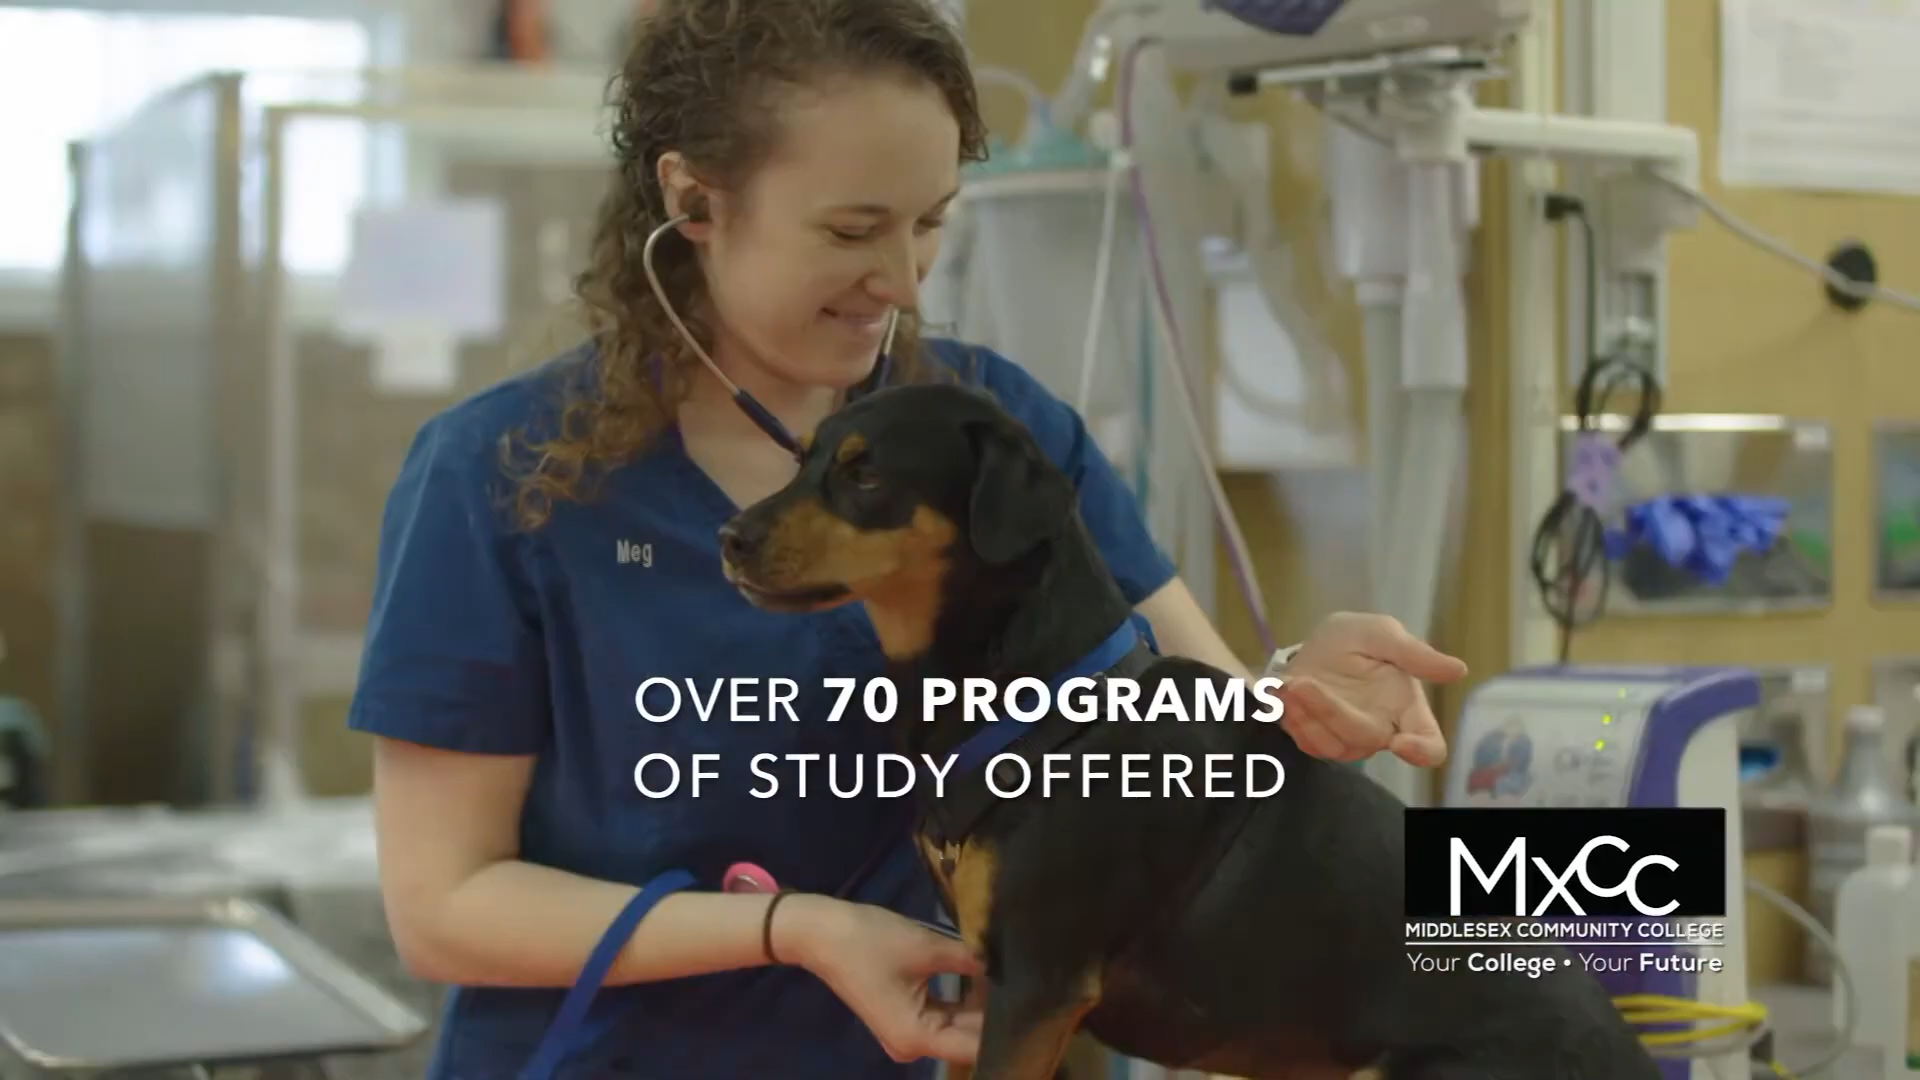 Meg
OVER 70 PROGRAMS
OF STUDY OFFERED
MxCC
MIDDLESEX COMMUNITY COLLEGE
Your College • Your Future